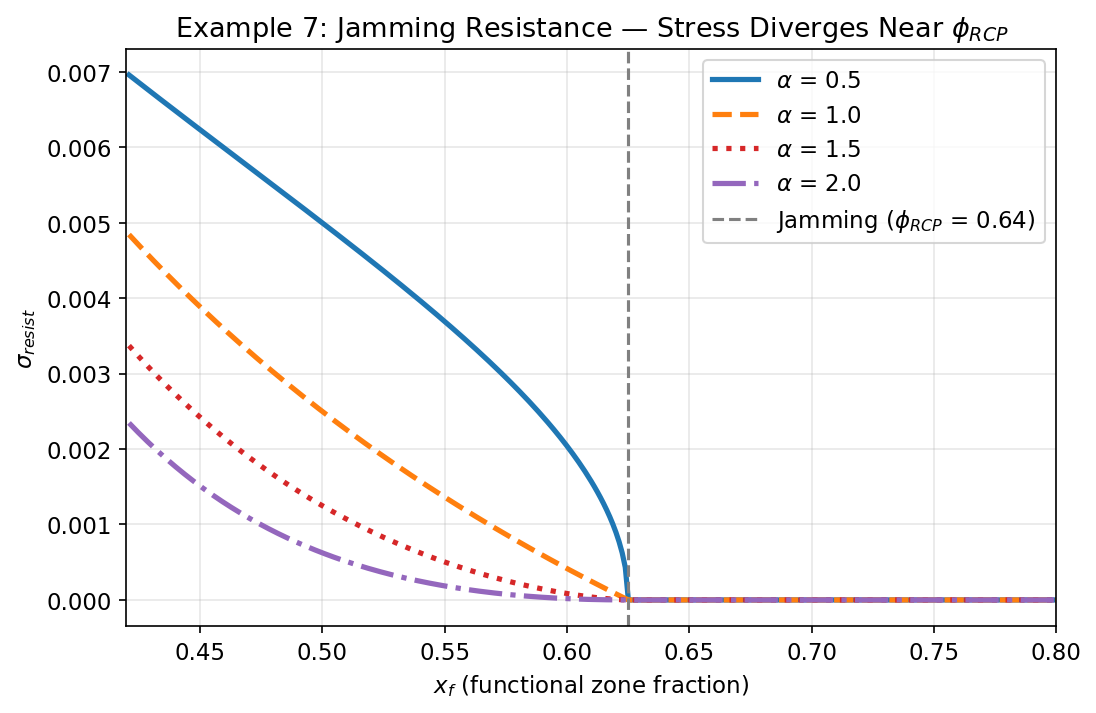 Example 7: Jamming Resistance — Stress Diverges Near ϕ_RCP
α = 0.5
α = 1.0
α = 1.5
α = 2.0
Jamming (ϕ_RCP = 0.64)
σ_resist
0.007
0.006
0.005
0.004
0.003
0.002
0.001
0.000
0.45 0.50 0.55 0.60 0.65 0.70 0.75 0.80
x_f (functional zone fraction)